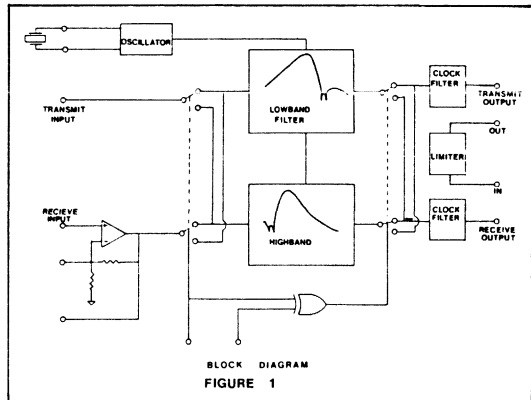 OSCILLATOR
TRANSMIT
INPUT
LOWBAND
FILTER
CLOCK
FILTER
TRANSMIT
OUTPUT
OUT
LIMITER
IN
RECIEVE
INPUT
+
-
HIGHBAND
CLOCK
FILTER
RECEIVE
OUTPUT
BLOCK DIAGRAM
FIGURE 1